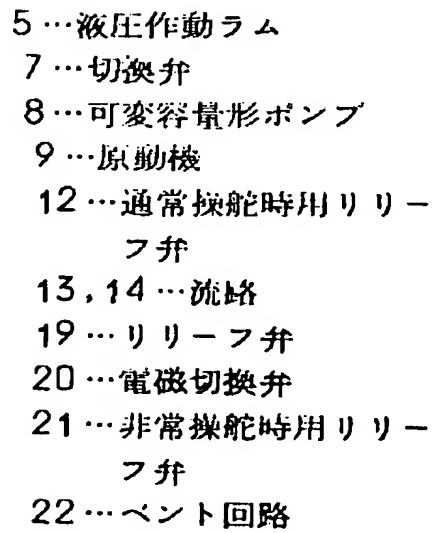 5…液圧作動ラム
7…切換弁
8…可変容量形ポンプ
9…原動機
12…通常操舵時用リリー
フ弁
13,14…流路
19…リリーフ弁
20…電磁切換弁
21…非常操舵時用リリー
フ弁
22…ベント回路